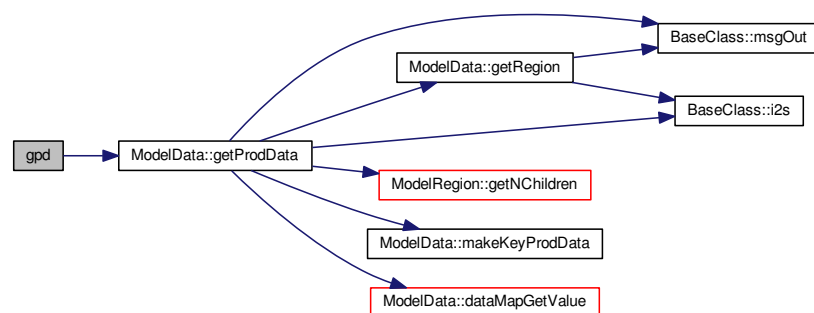 BaseClass::msgOut
ModelData::getRegion
BaseClass::i2s
gpd
ModelData::getProdData
ModelRegion::getNChildren
ModelData::makeKeyProdData
ModelData::dataMapGetValue